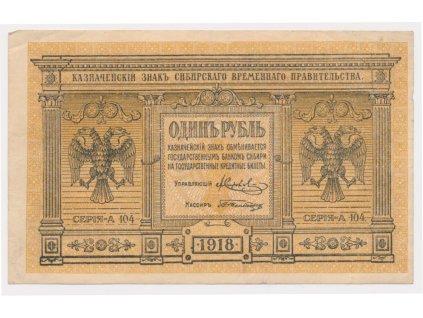 КАЗНАЧЕЙСКІЙ ЗНАКЪ СИБИРСКАГО ВРЕМЕННАГО ПРАВИТЕЛЬСТВА.
ОДИНЪ РУБЛЬ
КАЗНАЧЕЙСКІЙ ЗНАКЪ ОБМѢНИВАЕТСЯ
ГОСУДАРСТВЕННЫМЪ БАНКОМЪ СИБИРИ
НА ГОСУДАРСТВЕННЫЕ КРЕДИТНЫЕ БИЛЕТЫ.
УПРАВЛЯЮЩІЙ
КАССИРЪ
СЕРІЯ-А 104
СЕРІЯ-А 104
1918